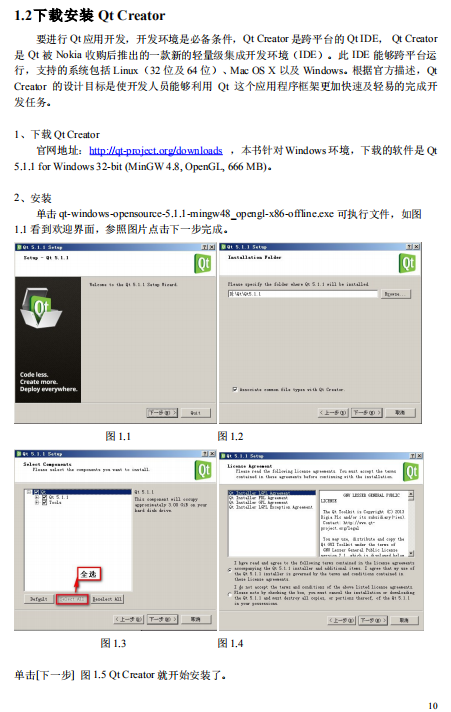 1.2下载安装 Qt Creator
要进行 Qt 应用开发，开发环境是必备条件，Qt Creator 是跨平台的 Qt IDE， Qt Creator
是 Qt 被 Nokia 收购后推出的一款新的轻量级集成开发环境（IDE）。此 IDE 能够跨平台运
行，支持的系统包括 Linux（32 位及 64 位）、Mac OS X 以及 Windows。根据官方描述，Qt
Creator 的设计目标是使开发人员能够利用 Qt 这个应用程序框架更加快速及轻易的完成开
发任务。
1、下载 Qt Creator
官网地址：http://qt-project.org/downloads ，本书针对 Windows 环境，下载的软件是 Qt
5.1.1 for Windows 32-bit (MinGW 4.8, OpenGL, 666 MB)。
2、安装
单击 qt-windows-opensource-5.1.1-mingw48_opengl-x86-offline.exe 可执行文件，如图
1.1 看到欢迎界面，参照图片点击下一步完成。
Qt 5.1.1 Setup
Setup - Qt 5.1.1
Qt
Welcome to the Qt 5.1.1 Setup Wizard.
Code less.
Create more.
Deploy everywhere.
下一步(N) >
Quit
Qt 5.1.1 Setup
Installation Folder
Qt
Please specify the folder where Qt 5.1.1 will be installed.
Browse...
Associate common file types with Qt Creator.
< 上一步(B)
下一步(N) >
取消
图 1.1
图 1.2
Qt 5.1.1 Setup
Select Components
Please select the components you want to install.
Qt
Qt
Qt 5.1.1
Tools
Qt 5.1.1
This component will occupy
approximately 3.00 GiB on your
hard disk drive.
全选
Default
Select All
Deselect All
< 上一步(B)
下一步(N) >
取消
Qt 5.1.1 Setup
License Agreement
Please read the following license agreements. You must accept the terms
contained in these agreements before continuing with the installation.
Qt
Qt Installer LGPL Agreement
Qt Installer FDL Agreement
Qt Installer GPL Agreement
Qt Installer LGPL Exception Agreement
GNU LESSER GENERAL PUBLIC
LICENSE
The Qt Toolkit is Copyright (C) 2013
Digia Plc and/or its subsidiary(-ies).
Contact: http://www.qt-
project.org/legal
You may use, distribute and copy the
Qt GUI Toolkit under the terms of
GNU Lesser General Public License
I have read and agree to the following terms contained in the license agreements
accompanying the Qt 5.1.1 installer and additional items. I agree that my use of
the Qt 5.1.1 installer is governed by the terms and conditions contained in
these license agreements.
I do not accept the terms and conditions of the above listed license agreements.
Please note by checking the box, you must cancel the installation or downloading
the Qt 5.1.1 and must destroy all copies, or portions thereof, of the Qt 5.1.1
in your possession.
< 上一步(B)
下一步(N) >
取消
图 1.3
图 1.4
单击[下一步] 图 1.5 Qt Creator 就开始安装了。
10